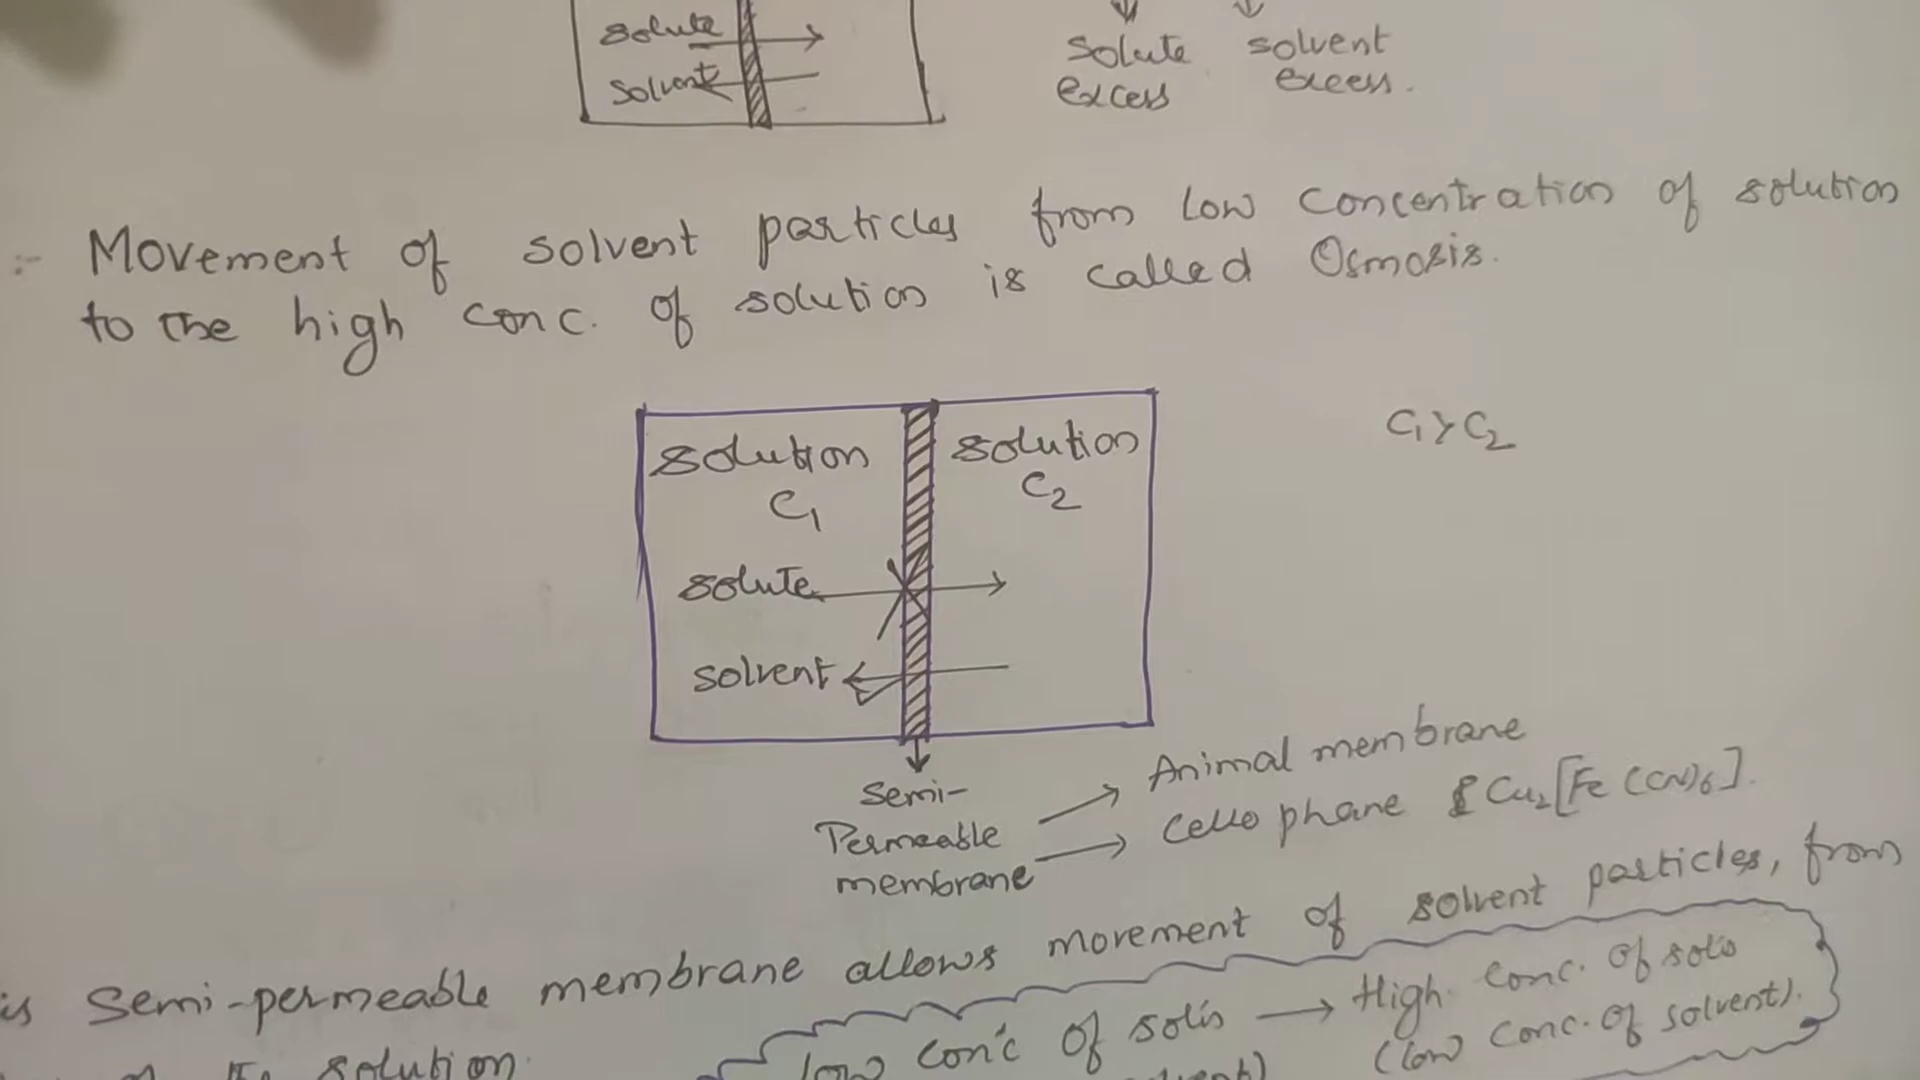 solute
solvent
solute solvent
excess excess.
:- Movement of solvent particles from low concentration of solution
to the high conc. of solution is called Osmosis.
solution solution
C1 C2
C1 > C2
solute
solvent
Semi-
Permeable
membrane
Animal membrane
Cellophane & Cu2[Fe(CN)6].
is semi-permeable membrane allows movement of solvent particles, from
solution.
low conc of solis → High conc. of solo
(low conc. of solvent).